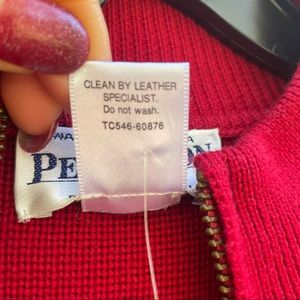 CLEAN BY LEATHER
SPECIALIST.
Do not wash.
TC546-60876